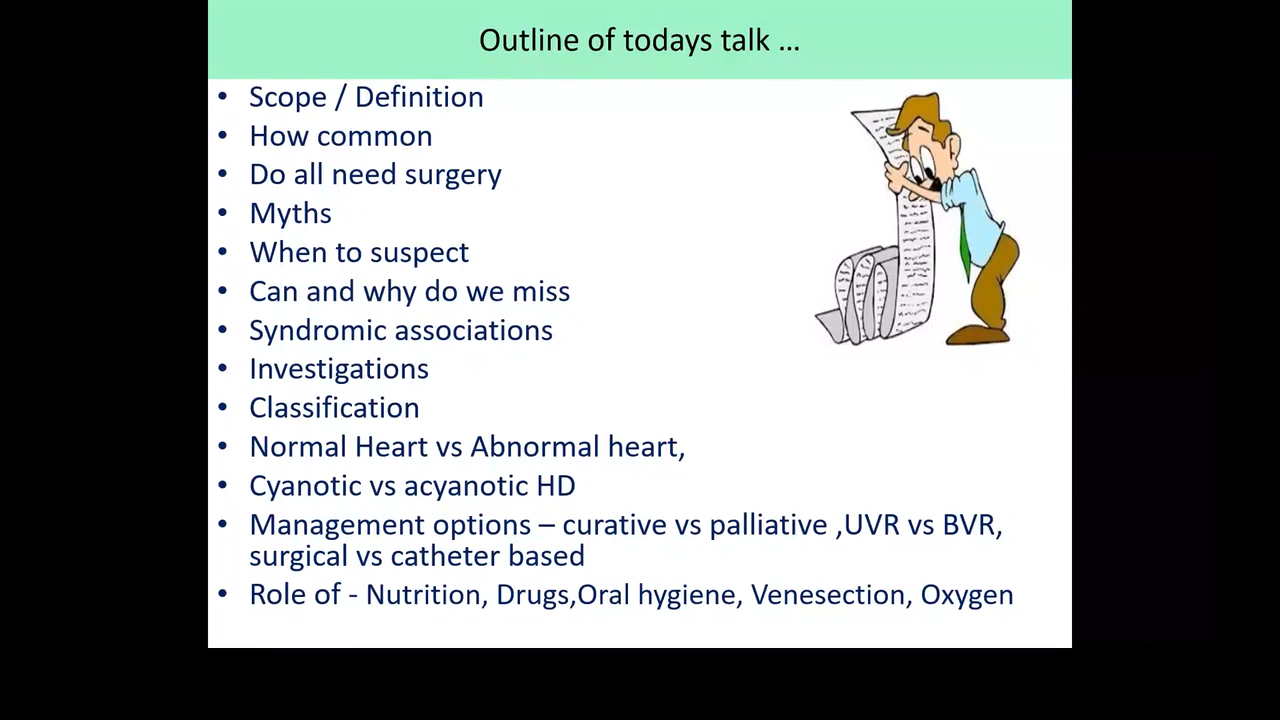 Outline of todays talk ...
• Scope / Definition
• How common
• Do all need surgery
• Myths
• When to suspect
• Can and why do we miss
• Syndromic associations
• Investigations
• Classification
• Normal Heart vs Abnormal heart,
• Cyanotic vs acyanotic HD
• Management options – curative vs palliative ,UVR vs BVR,
surgical vs catheter based
• Role of - Nutrition, Drugs,Oral hygiene, Venesection, Oxygen